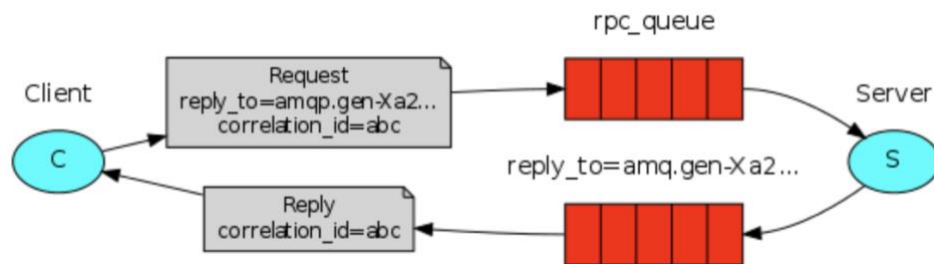 rpc_queue
Client
Request
reply_to=amqp.gen-Xa2...
correlation_id=abc
Server
C
S
reply_to=amq.gen-Xa2...
Reply
correlation_id=abc